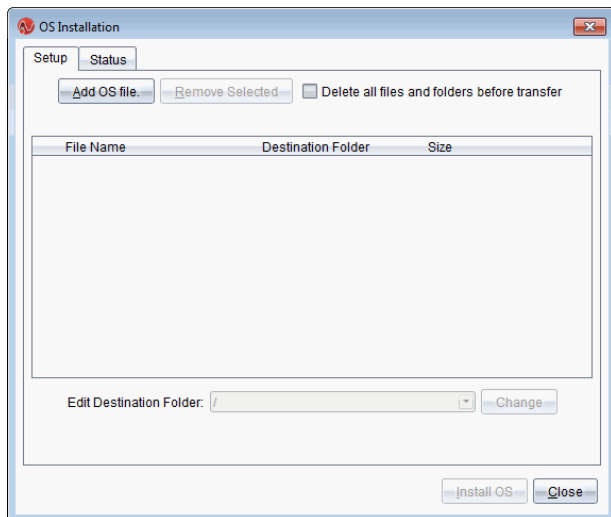 OS Installation
Setup Status
Add OS file. Remove Selected Delete all files and folders before transfer
File Name Destination Folder Size
Edit Destination Folder: / Change
Install OS Close